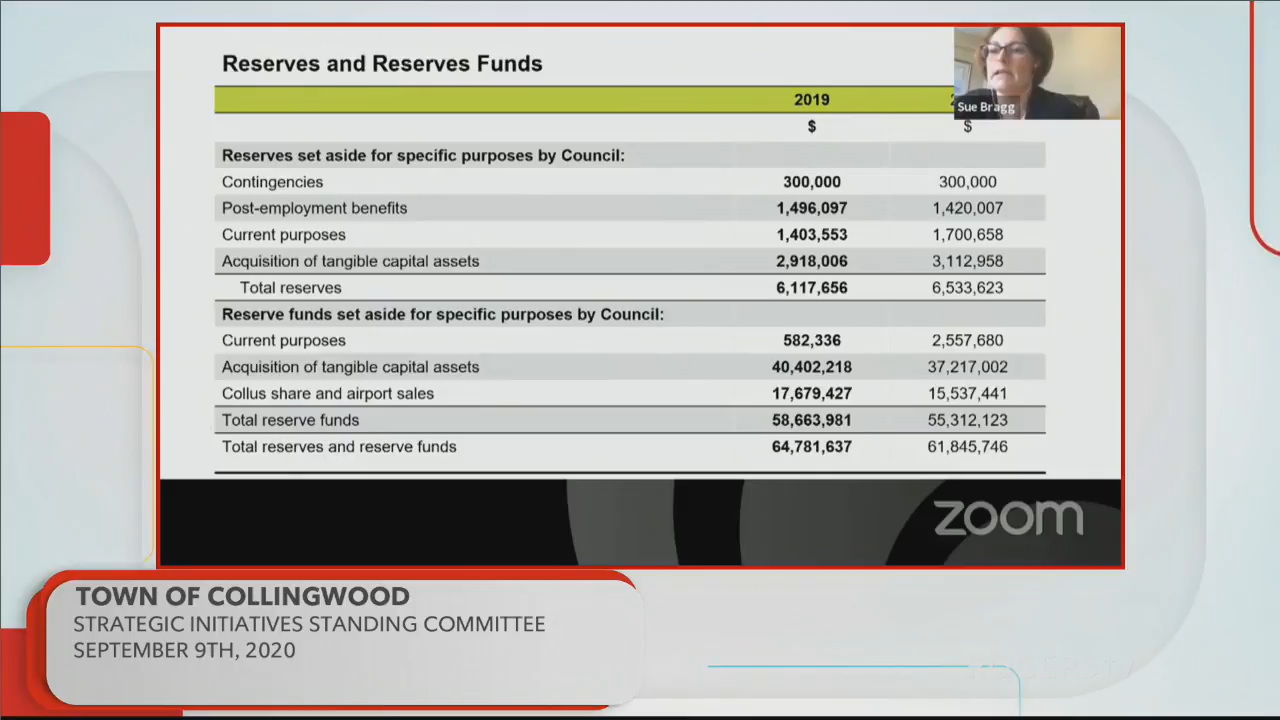 Reserves and Reserves Funds
2019
Sue Bragg
$ $
Reserves set aside for specific purposes by Council:
Contingencies 300,000 300,000
Post-employment benefits 1,496,097 1,420,007
Current purposes 1,403,553 1,700,658
Acquisition of tangible capital assets 2,918,006 3,112,958
Total reserves 6,117,656 6,533,623
Reserve funds set aside for specific purposes by Council:
Current purposes 582,336 2,557,680
Acquisition of tangible capital assets 40,402,218 37,217,002
Collus share and airport sales 17,679,427 15,537,441
Total reserve funds 58,663,981 55,312,123
Total reserves and reserve funds 64,781,637 61,845,746
zoom
TOWN OF COLLINGWOOD
STRATEGIC INITIATIVES STANDING COMMITTEE
SEPTEMBER 9TH, 2020